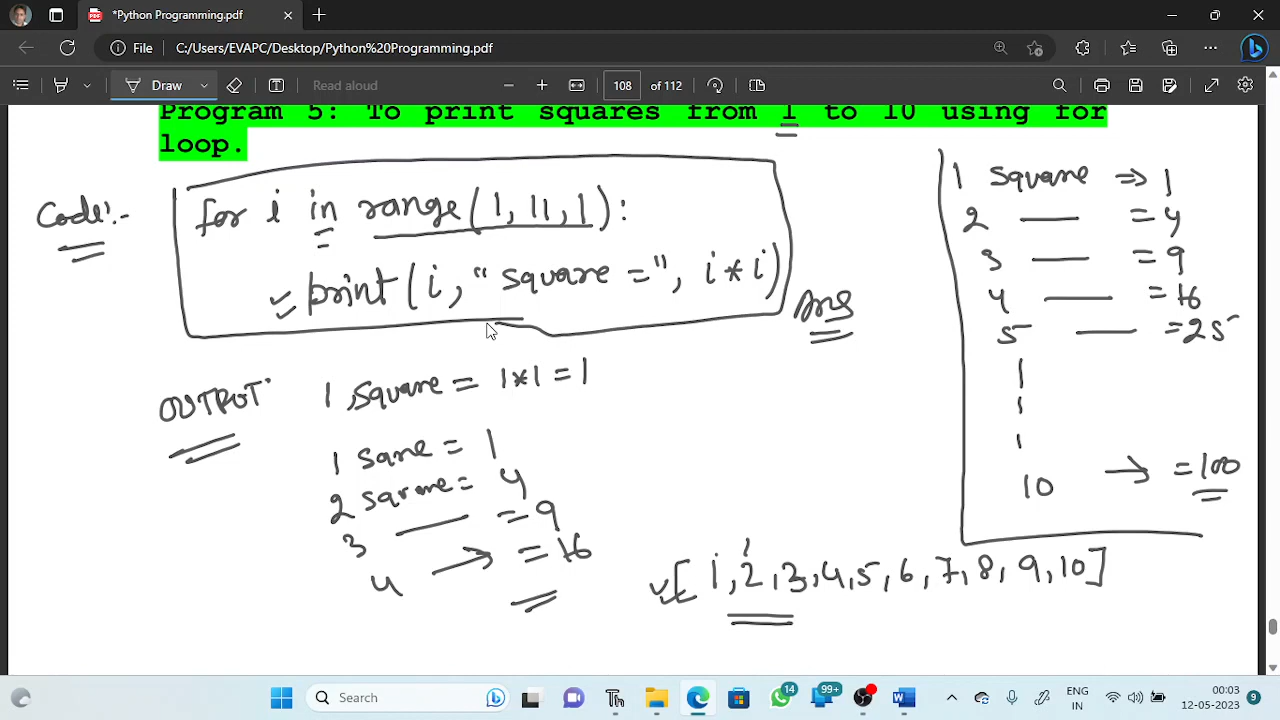 *Python Programming.pdf
File
C:/Users/EVAPC/Desktop/Python%20Programming.pdf
Draw
Read aloud
108 of 112
Program 5: To print squares from 1 to 10 using for
loop.
Code:-
for i in range(1, 11, 1):
print(i, "square =", i * i)
Ans
OUTPUT
1, square = 1*1 = 1
1 = 1
2 = 4
3 = 9
4 → = 16
[1, 2, 3, 4, 5, 6, 7, 8, 9, 10]
1 square ⇒ 1
2 — = 4
3 — = 9
4 — = 16
5 — = 25
10 → = 100
Search
14
99+
ENG
IN
00:03
12-05-2023
9